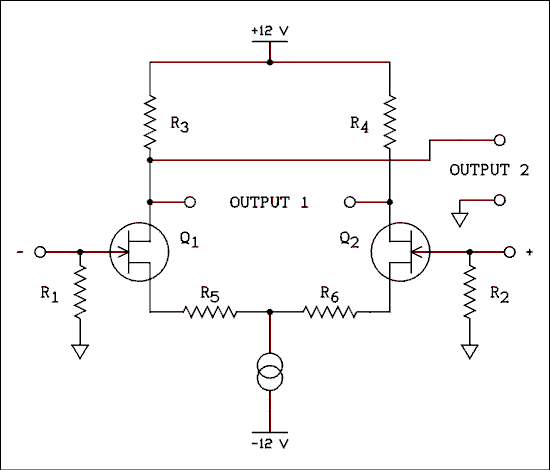 +12 V
R3
R4
OUTPUT 2
OUTPUT 1
Q1
Q2
-
+
R1
R5
R6
R2
-12 V